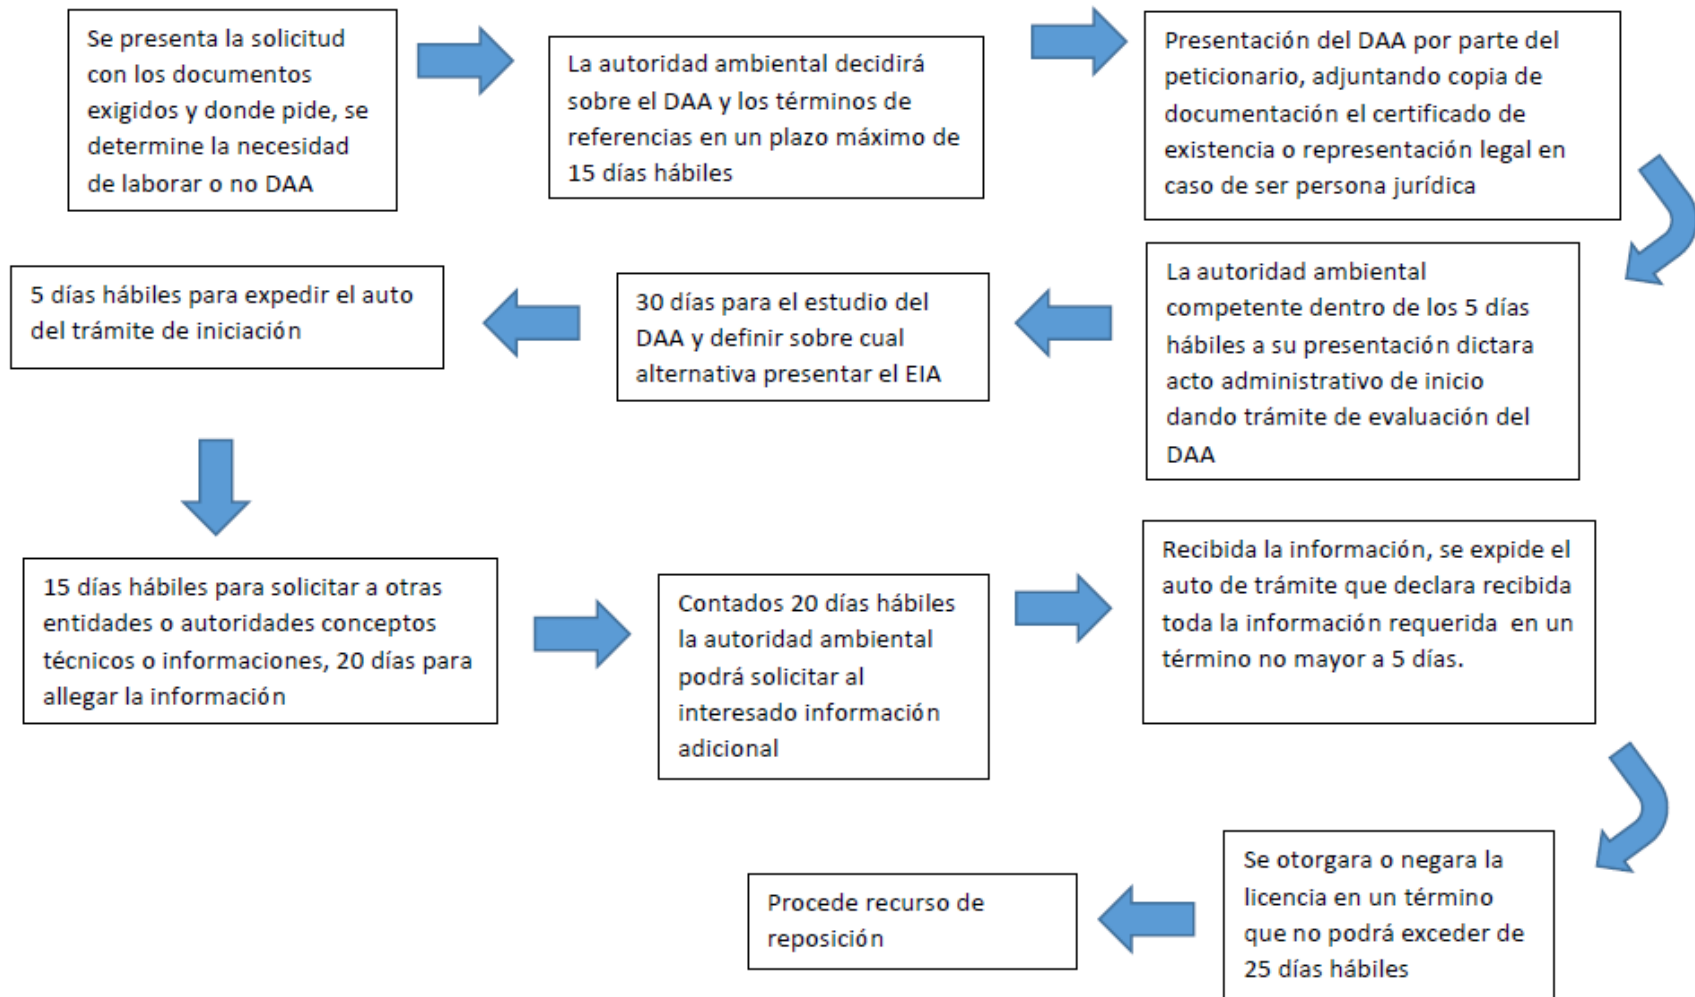 Se presenta la solicitud
con los documentos
exigidos y donde pide, se
determine la necesidad
de laborar o no DAA
La autoridad ambiental decidirá
sobre el DAA y los términos de
referencias en un plazo máximo de
15 días hábiles
Presentación del DAA por parte del
peticionario, adjuntando copia de
documentación el certificado de
existencia o representación legal en
caso de ser persona jurídica
La autoridad ambiental
competente dentro de los 5 días
hábiles a su presentación dictara
acto administrativo de inicio
dando trámite de evaluación del
DAA
30 días para el estudio del
DAA y definir sobre cual
alternativa presentar el EIA
5 días hábiles para expedir el auto
del trámite de iniciación
15 días hábiles para solicitar a otras
entidades o autoridades conceptos
técnicos o informaciones, 20 días para
allegar la información
Contados 20 días hábiles
la autoridad ambiental
podrá solicitar al
interesado información
adicional
Recibida la información, se expide el
auto de trámite que declara recibida
toda la información requerida  en un
término no mayor a 5 días.
Se otorgara o negara la
licencia en un término
que no podrá exceder de
25 días hábiles
Procede recurso de
reposición